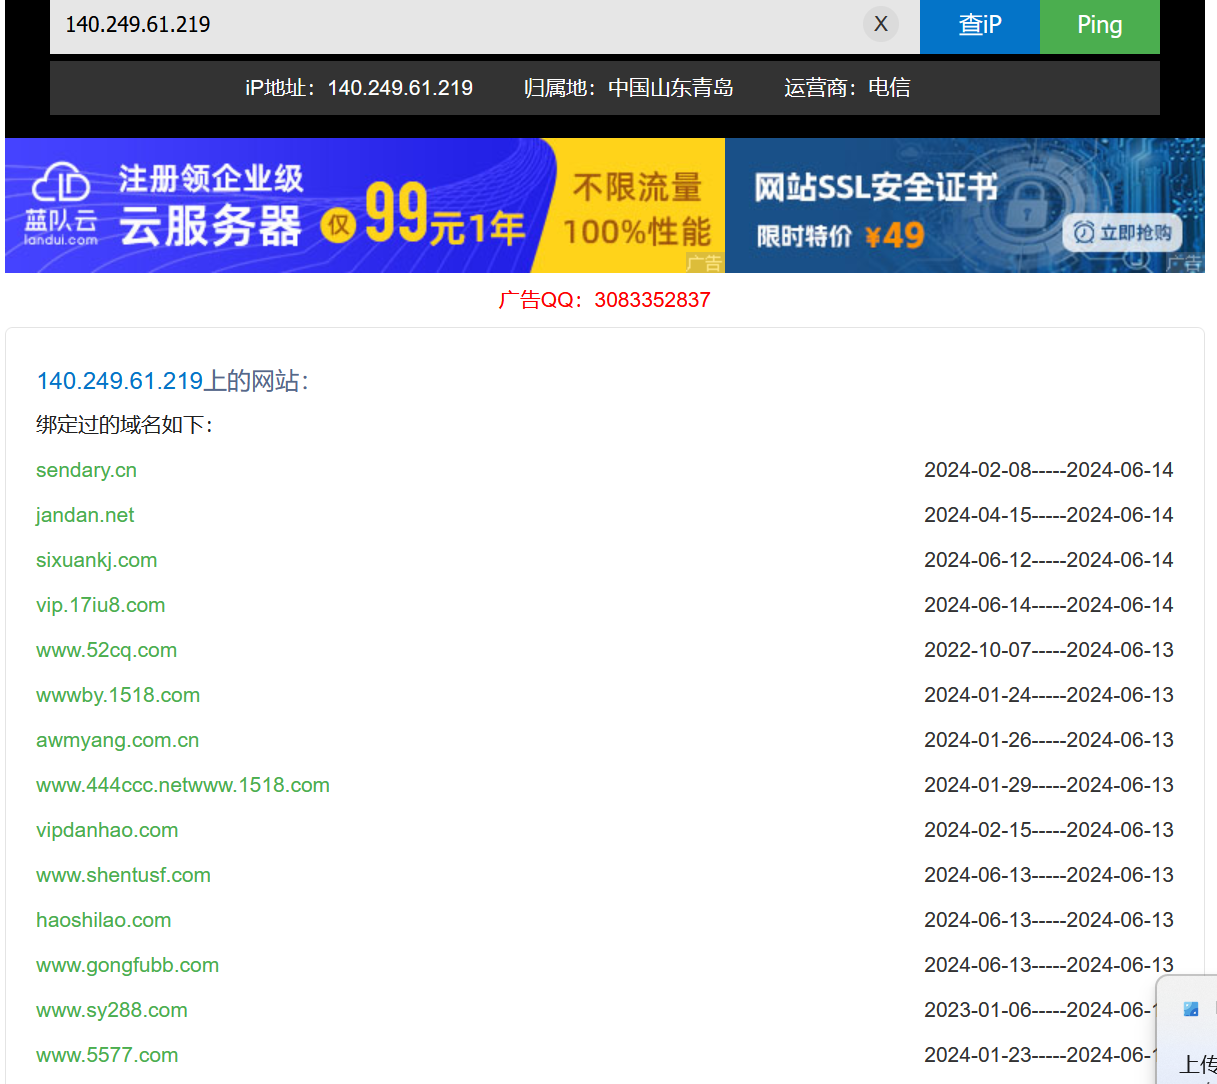 140.249.61.219 X 查iP Ping
iP地址：140.249.61.219 归属地：中国山东青岛 运营商：电信
蓝队云
landui.com
注册领企业级
云服务器 仅99元1年
不限流量
100%性能
广告
网站SSL安全证书
限时特价 ¥49
立即抢购
广告
广告QQ：3083352837
140.249.61.219上的网站：
绑定过的域名如下：
sendary.cn 2024-02-08-----2024-06-14
jandan.net 2024-04-15-----2024-06-14
sixuankj.com 2024-06-12-----2024-06-14
vip.17iu8.com 2024-06-14-----2024-06-14
www.52cq.com 2022-10-07-----2024-06-13
wwwby.1518.com 2024-01-24-----2024-06-13
awmyang.com.cn 2024-01-26-----2024-06-13
www.444ccc.netwww.1518.com 2024-01-29-----2024-06-13
vipdanhao.com 2024-02-15-----2024-06-13
www.shentusf.com 2024-06-13-----2024-06-13
haoshilao.com 2024-06-13-----2024-06-13
www.gongfubb.com 2024-06-13-----2024-06-13
www.sy288.com 2023-01-06-----2024-06-
www.5577.com 2024-01-23-----2024-06-
上传